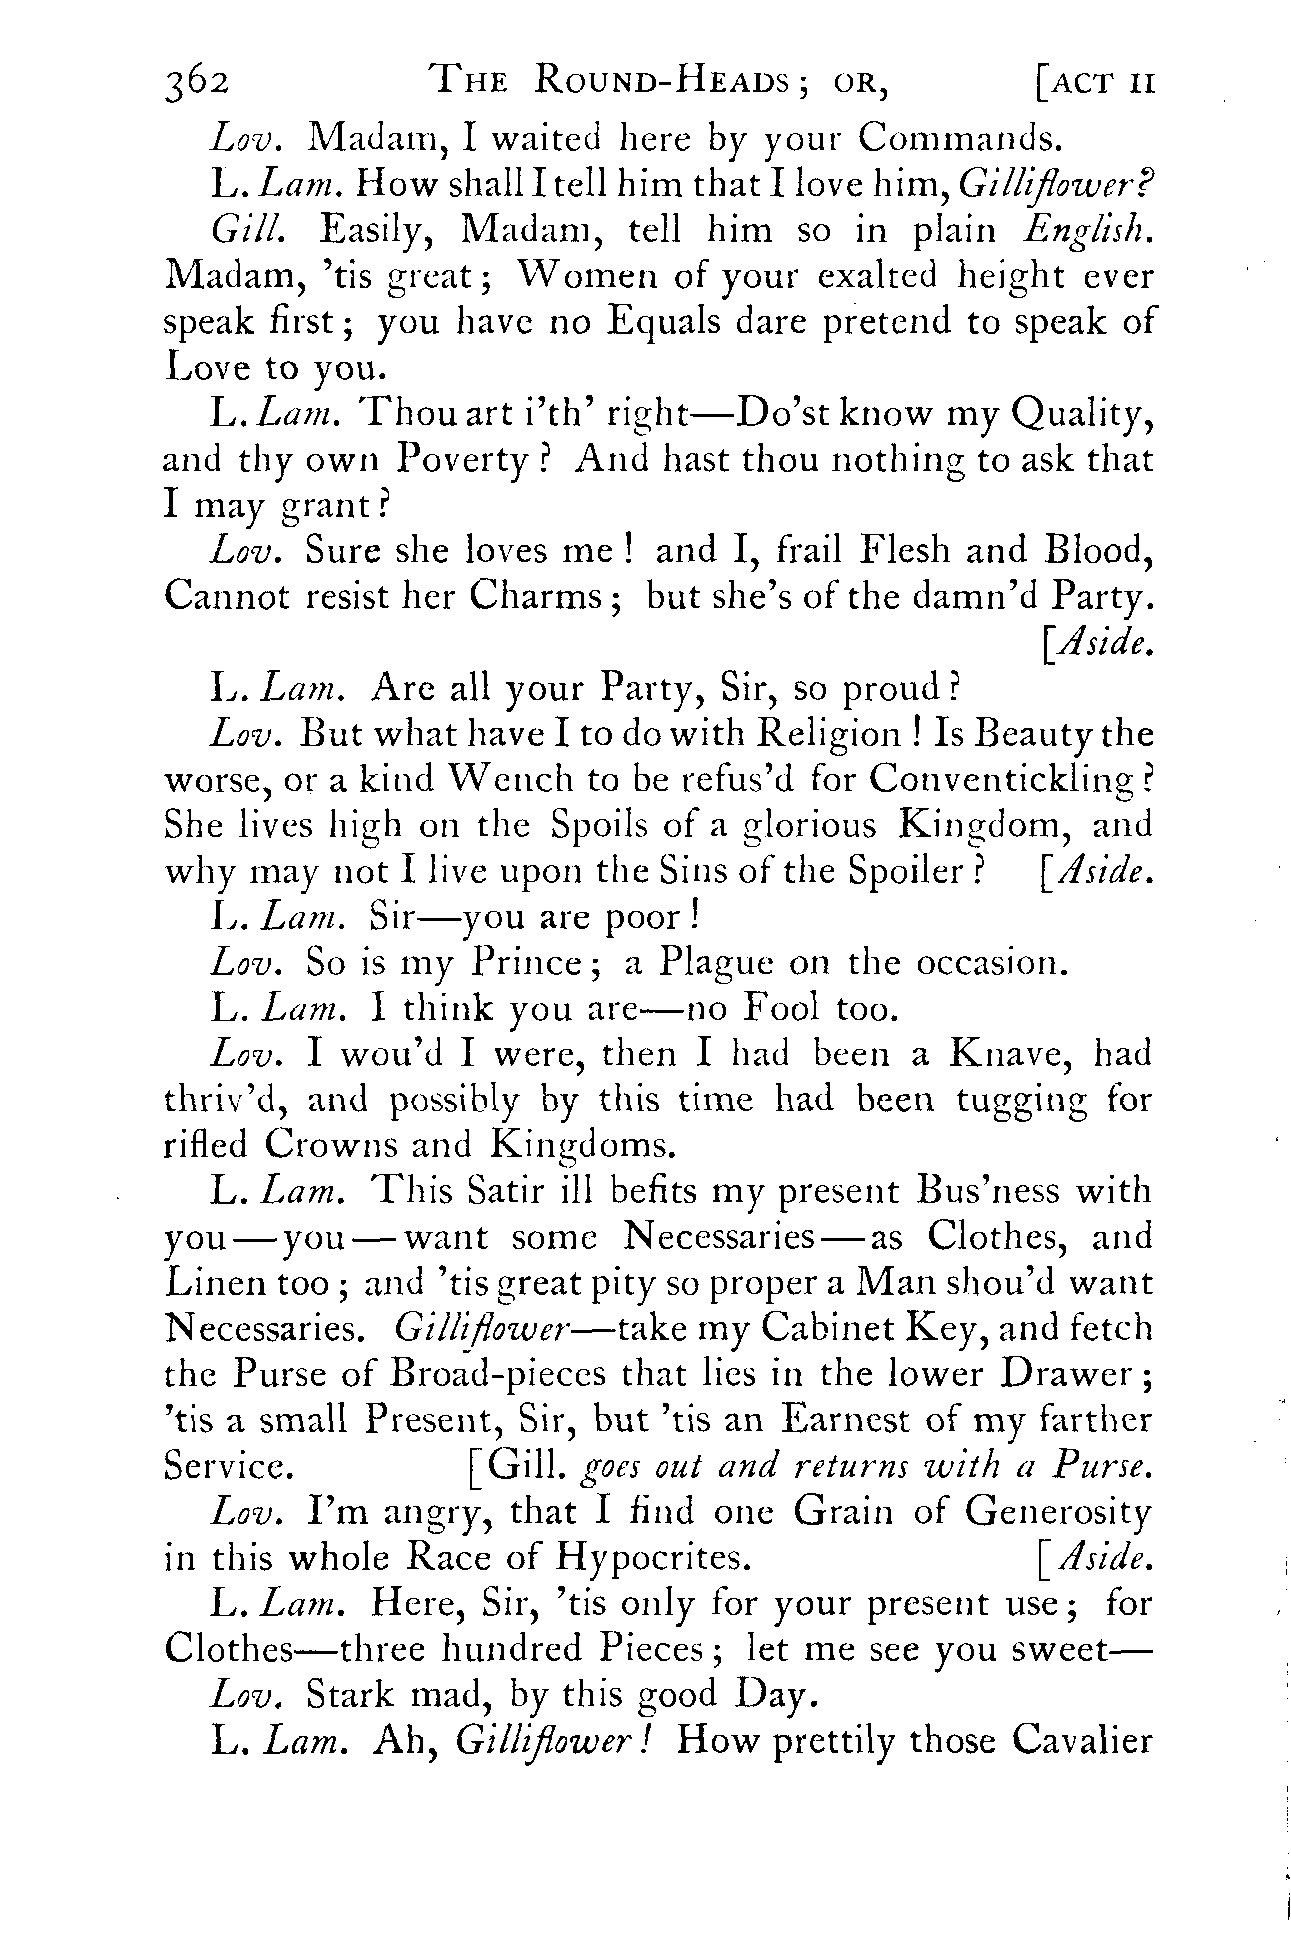 362 The Round-Heads; or, [act ii
Lov. Madam, I waited here by your Commands.
L. Lam. How shall I tell him that I love him, Gilliflower?
Gill. Easily, Madam, tell him so in plain English.
Madam, 'tis great; Women of your exalted height ever
speak first; you have no Equals dare pretend to speak of
Love to you.
L. Lam. Thou art i'th' right—Do'st know my Quality,
and thy own Poverty? And hast thou nothing to ask that
I may grant?
Lov. Sure she loves me! and I, frail Flesh and Blood,
Cannot resist her Charms; but she's of the damn'd Party.
[Aside.
L. Lam. Are all your Party, Sir, so proud?
Lov. But what have I to do with Religion! Is Beauty the
worse, or a kind Wench to be refus'd for Conventickling?
She lives high on the Spoils of a glorious Kingdom, and
why may not I live upon the Sins of the Spoiler? [Aside.
L. Lam. Sir—you are poor!
Lov. So is my Prince; a Plague on the occasion.
L. Lam. I think you are—no Fool too.
Lov. I wou'd I were, then I had been a Knave, had
thriv'd, and possibly by this time had been tugging for
rifled Crowns and Kingdoms.
L. Lam. This Satir ill befits my present Bus'ness with
you—you—want some Necessaries—as Clothes, and
Linen too; and 'tis great pity so proper a Man shou'd want
Necessaries. Gilliflower—take my Cabinet Key, and fetch
the Purse of Broad-pieces that lies in the lower Drawer;
'tis a small Present, Sir, but 'tis an Earnest of my farther
Service. [Gill. goes out and returns with a Purse.
Lov. I'm angry, that I find one Grain of Generosity
in this whole Race of Hypocrites. [Aside.
L. Lam. Here, Sir, 'tis only for your present use; for
Clothes—three hundred Pieces; let me see you sweet—
Lov. Stark mad, by this good Day.
L. Lam. Ah, Gilliflower! How prettily those Cavalier